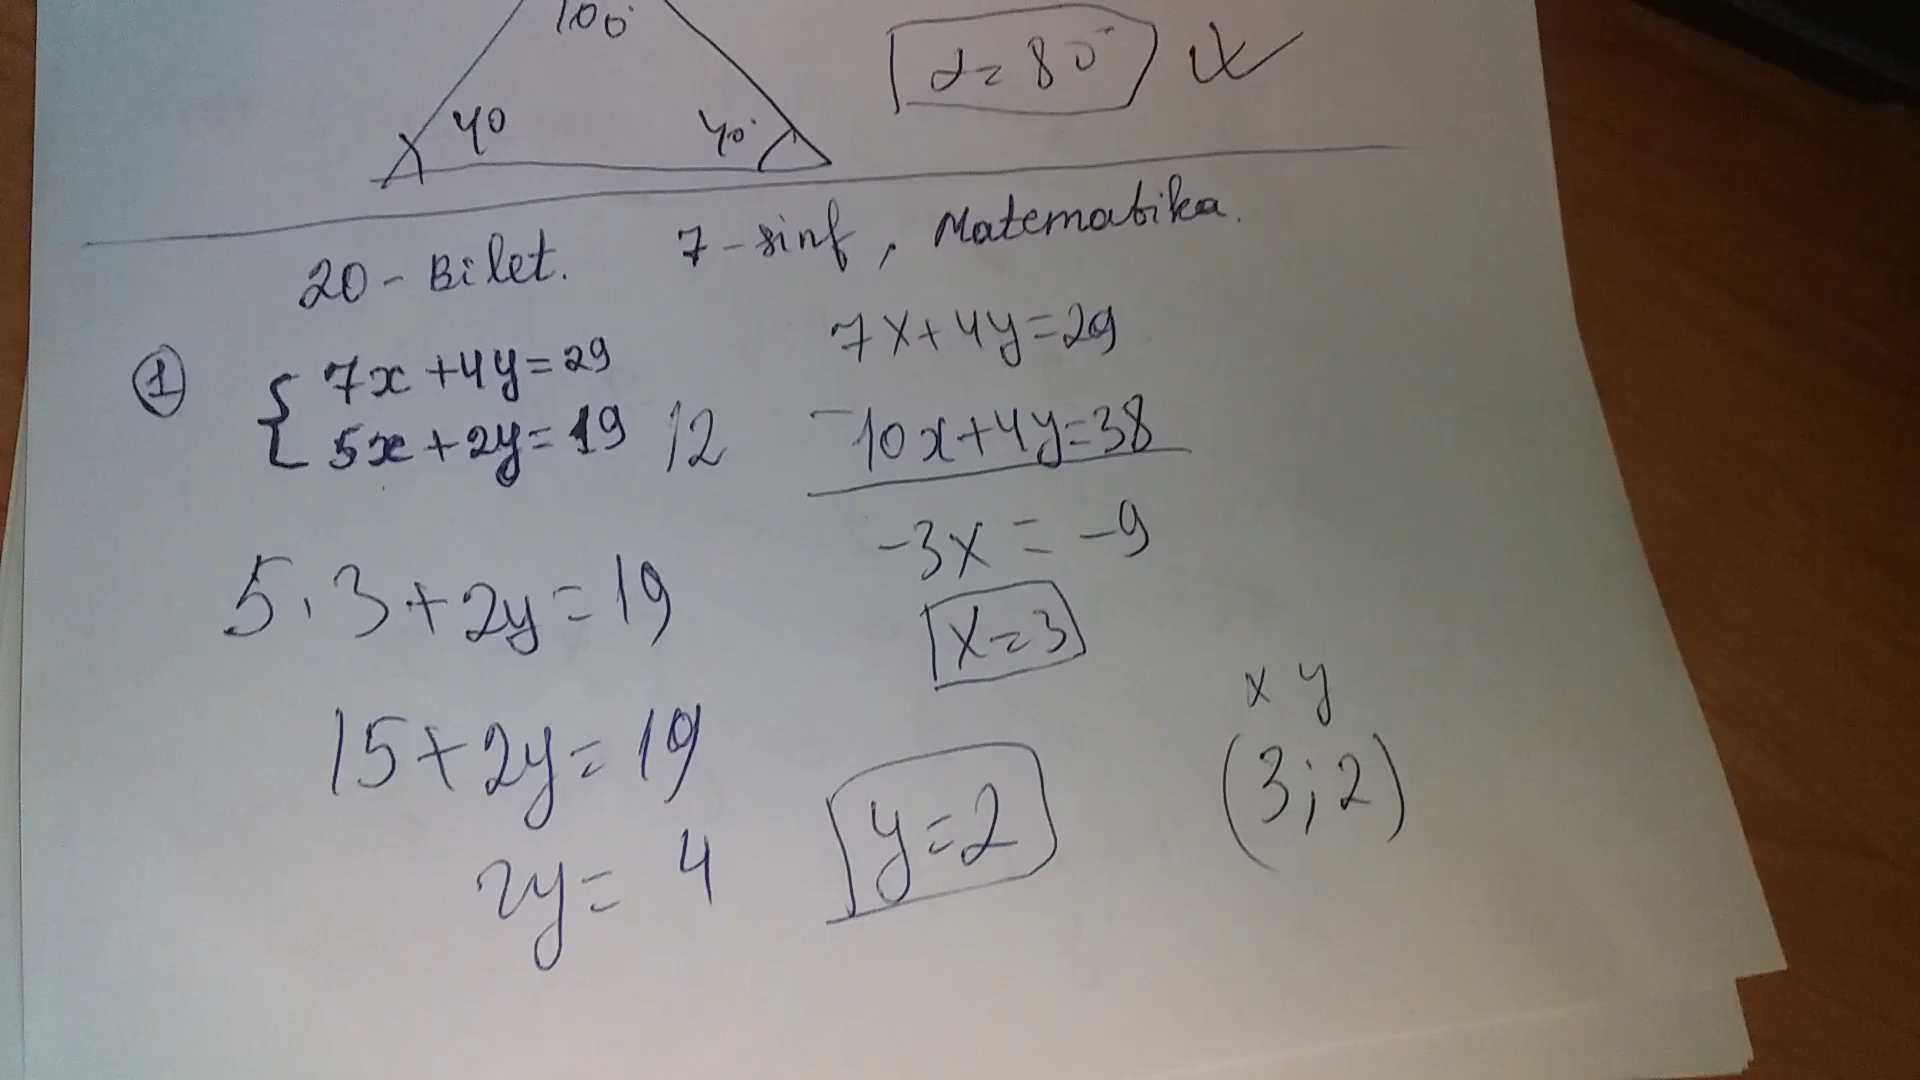 100°
α=80°
40 40°
20-Bilet. 7-sinf, Matematika.
① { 7x+4y=29
5x+2y=19 /2
7x+4y=29
-10x+4y=38
-3x=-9
x=3
5·3+2y=19
15+2y=19
2y=4
y=2
x y
(3;2)